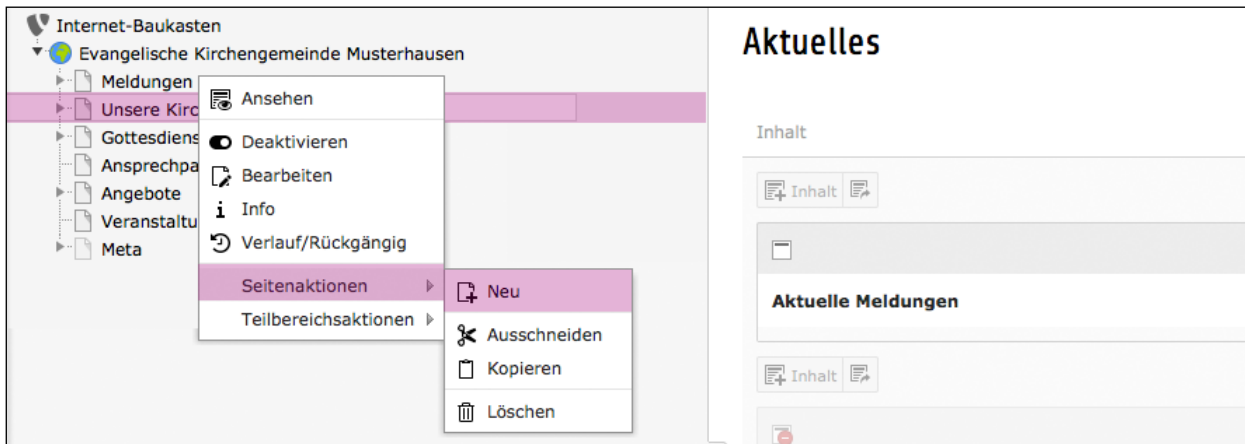 Internet-Baukasten
Evangelische Kirchengemeinde Musterhausen
Meldungen
Unsere Kirc
Gottesdiens
Ansprechpa
Angebote
Veranstaltu
Meta
Ansehen
Deaktivieren
Bearbeiten
Info
Verlauf/Rückgängig
Seitenaktionen
Teilbereichsaktionen
Neu
Ausschneiden
Kopieren
Löschen
Aktuelles
Inhalt
Inhalt
Aktuelle Meldungen
Inhalt